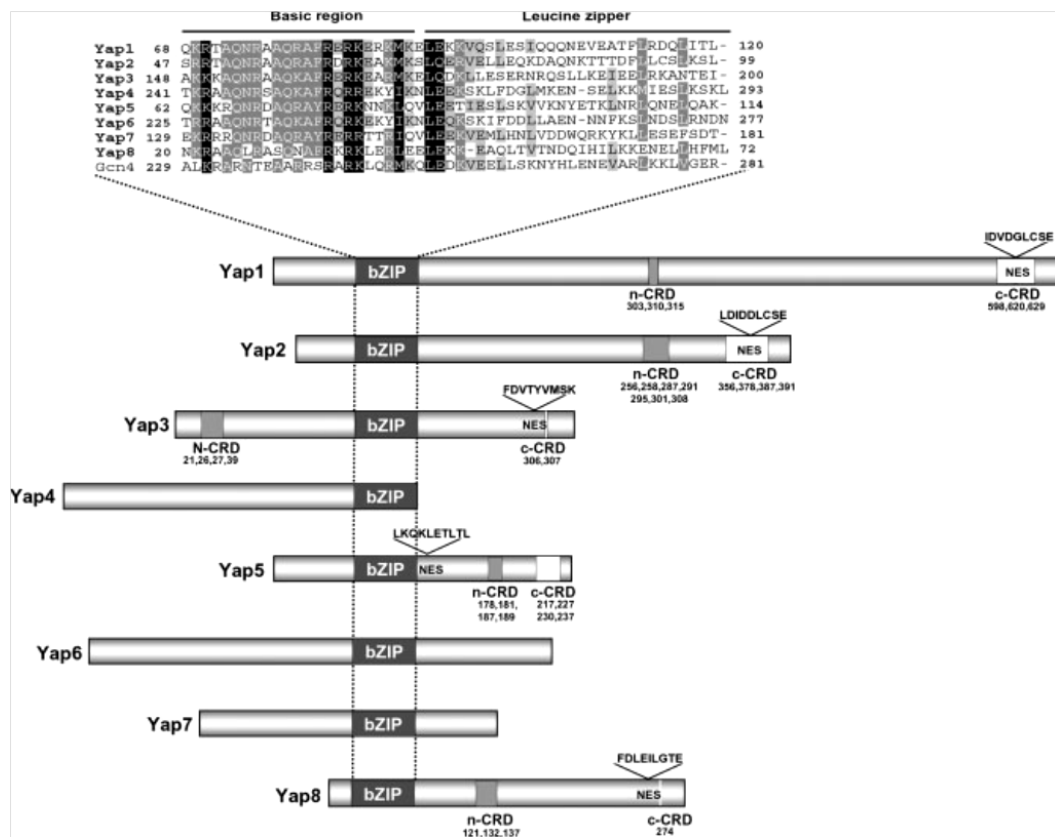 Basic region Leucine zipper
Yap1 68 QKRTAQNRAAQRAFRERKERKMKELEKKVQSLESIQQQNEVEATFLRDQLITL- 120
Yap2 47 SRRTAQNRAAQRAFRDRKEARMKSLQERVELLEQKDAQNKTTTDFLLCSLKSL- 99
Yap3 148 AKKKAQNRAAQRAFRERKEARMKELQDKLLESERNRQSLLKEIEELRKANTEI- 200
Yap4 241 TKRAAQNRSAQKAFRQRREKYIKNLEEKSKLFDGLMKEN-SELKKMIESLKSKL 293
Yap5 62 QKKKRQNRDAQRAYRERKNNKLQVLEETIESLSKVVKNYETKLNRLQNELQAK- 114
Yap6 225 TTRRAAQNRTAQKAFRQRKEKYIKNLEQKSKIFDDLLAEN-NNFKSLNDSLRNDN 277
Yap7 129 EKRRRQNRDAQRAYRERRTTRIQVLEEKVEMLHNLVDDWQRKYKLLESEFSDT- 181
Yap8 20 NKRAAQLRASQNAFRKRKLERLEELEKK-EAQLTVTNDQIHILKKENELLHFML 72
Gcn4 229 ALKRARNTEAARRSRARKLQRMKQLEDKVEELLSKNYHLENEVARLKKLVGER- 281
IDVDGLCSE
Yap1 bZIP NES
n-CRD c-CRD
303,310,315 598,620,629
LDIDDLCSE
Yap2 bZIP NES
n-CRD c-CRD
256,258,287,291 356,378,387,391
295,301,308
FDVTYVMSK
Yap3 bZIP NES
N-CRD c-CRD
21,26,27,39 306,307
Yap4 bZIP
LKQKLETLTL
Yap5 bZIP NES
n-CRD c-CRD
178,181, 217,227
187,189 230,237
Yap6 bZIP
Yap7 bZIP
FDLEILGTE
Yap8 bZIP NES
n-CRD c-CRD
121,132,137 274